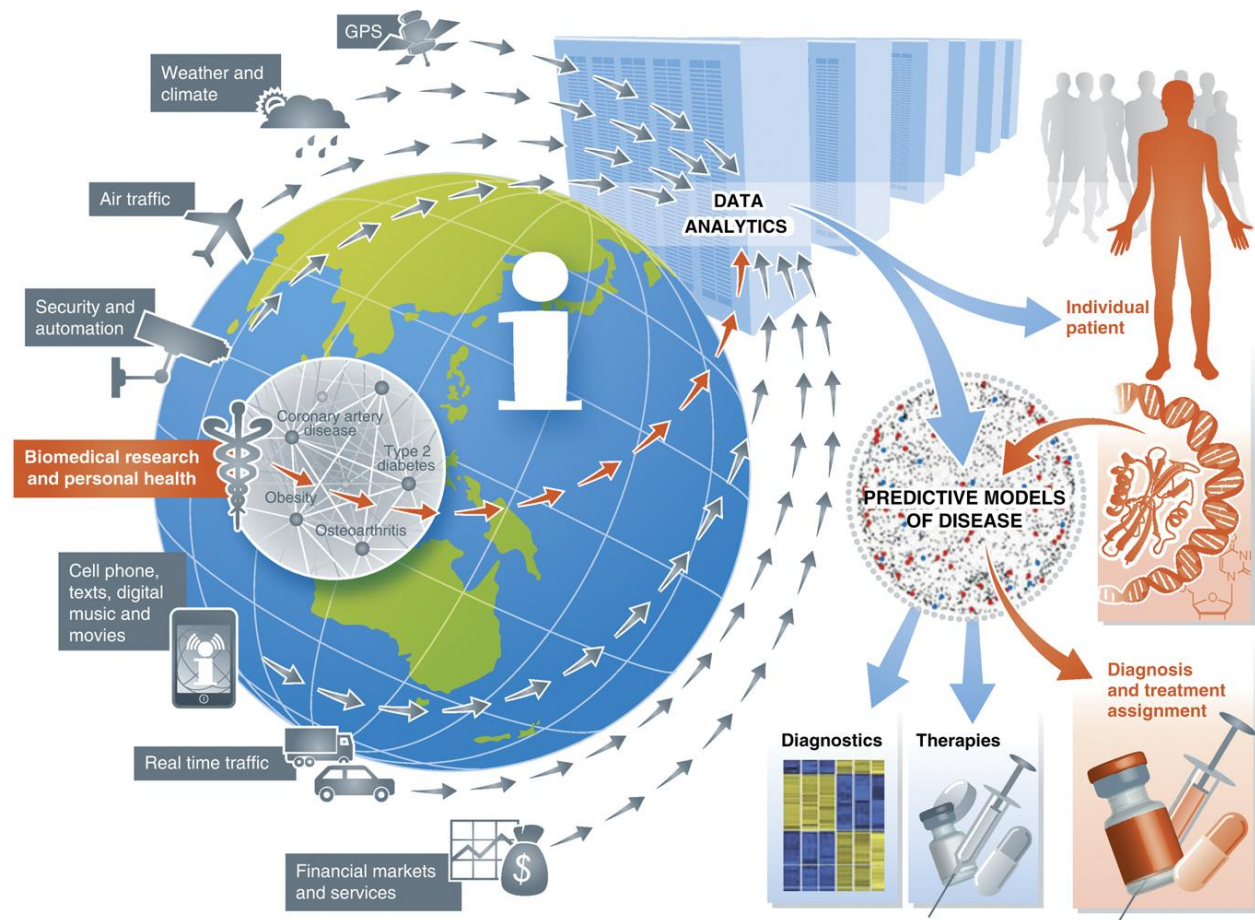 GPS
Weather and
climate
Air traffic
Security and
automation
Biomedical research
and personal health
Cell phone,
texts, digital
music and
movies
Real time traffic
Financial markets
and services
Coronary artery
disease
Type 2
diabetes
Obesity
Osteoarthritis
i
i
$
DATA
ANALYTICS
Individual
patient
PREDICTIVE MODELS
OF DISEASE
Diagnostics
Therapies
Diagnosis
and treatment
assignment